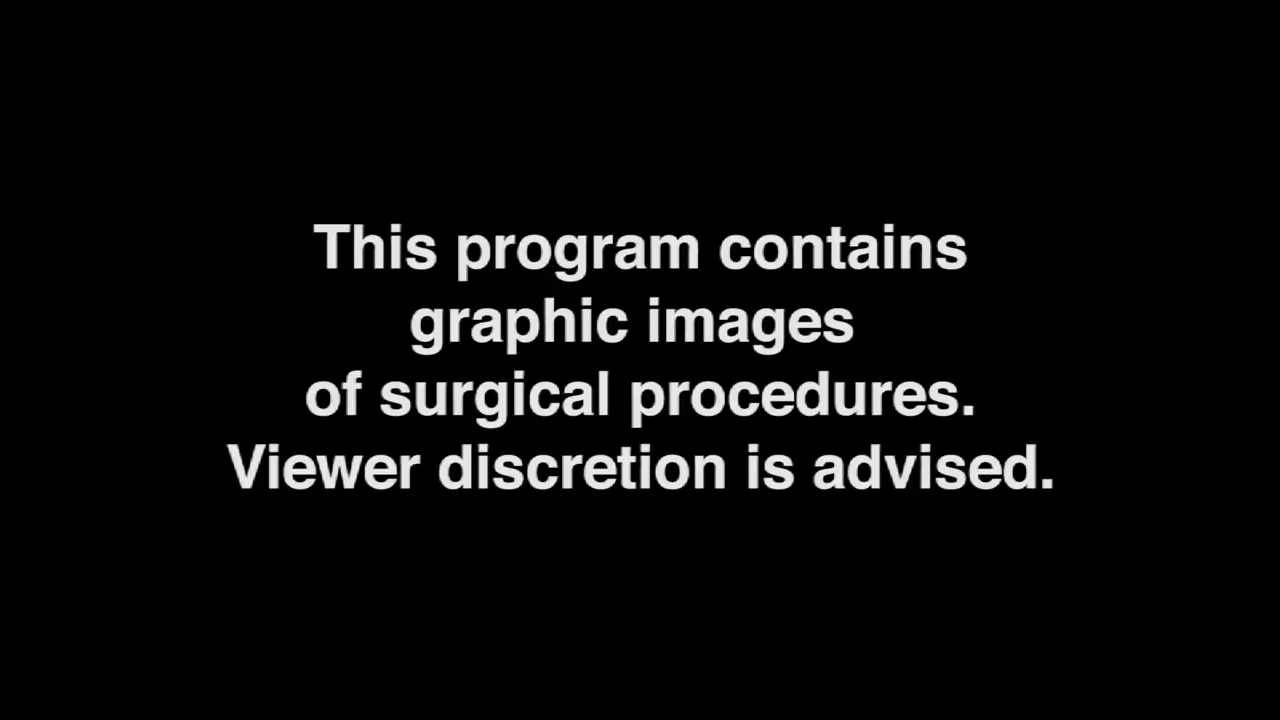 This program contains
graphic images
of surgical procedures.
Viewer discretion is advised.